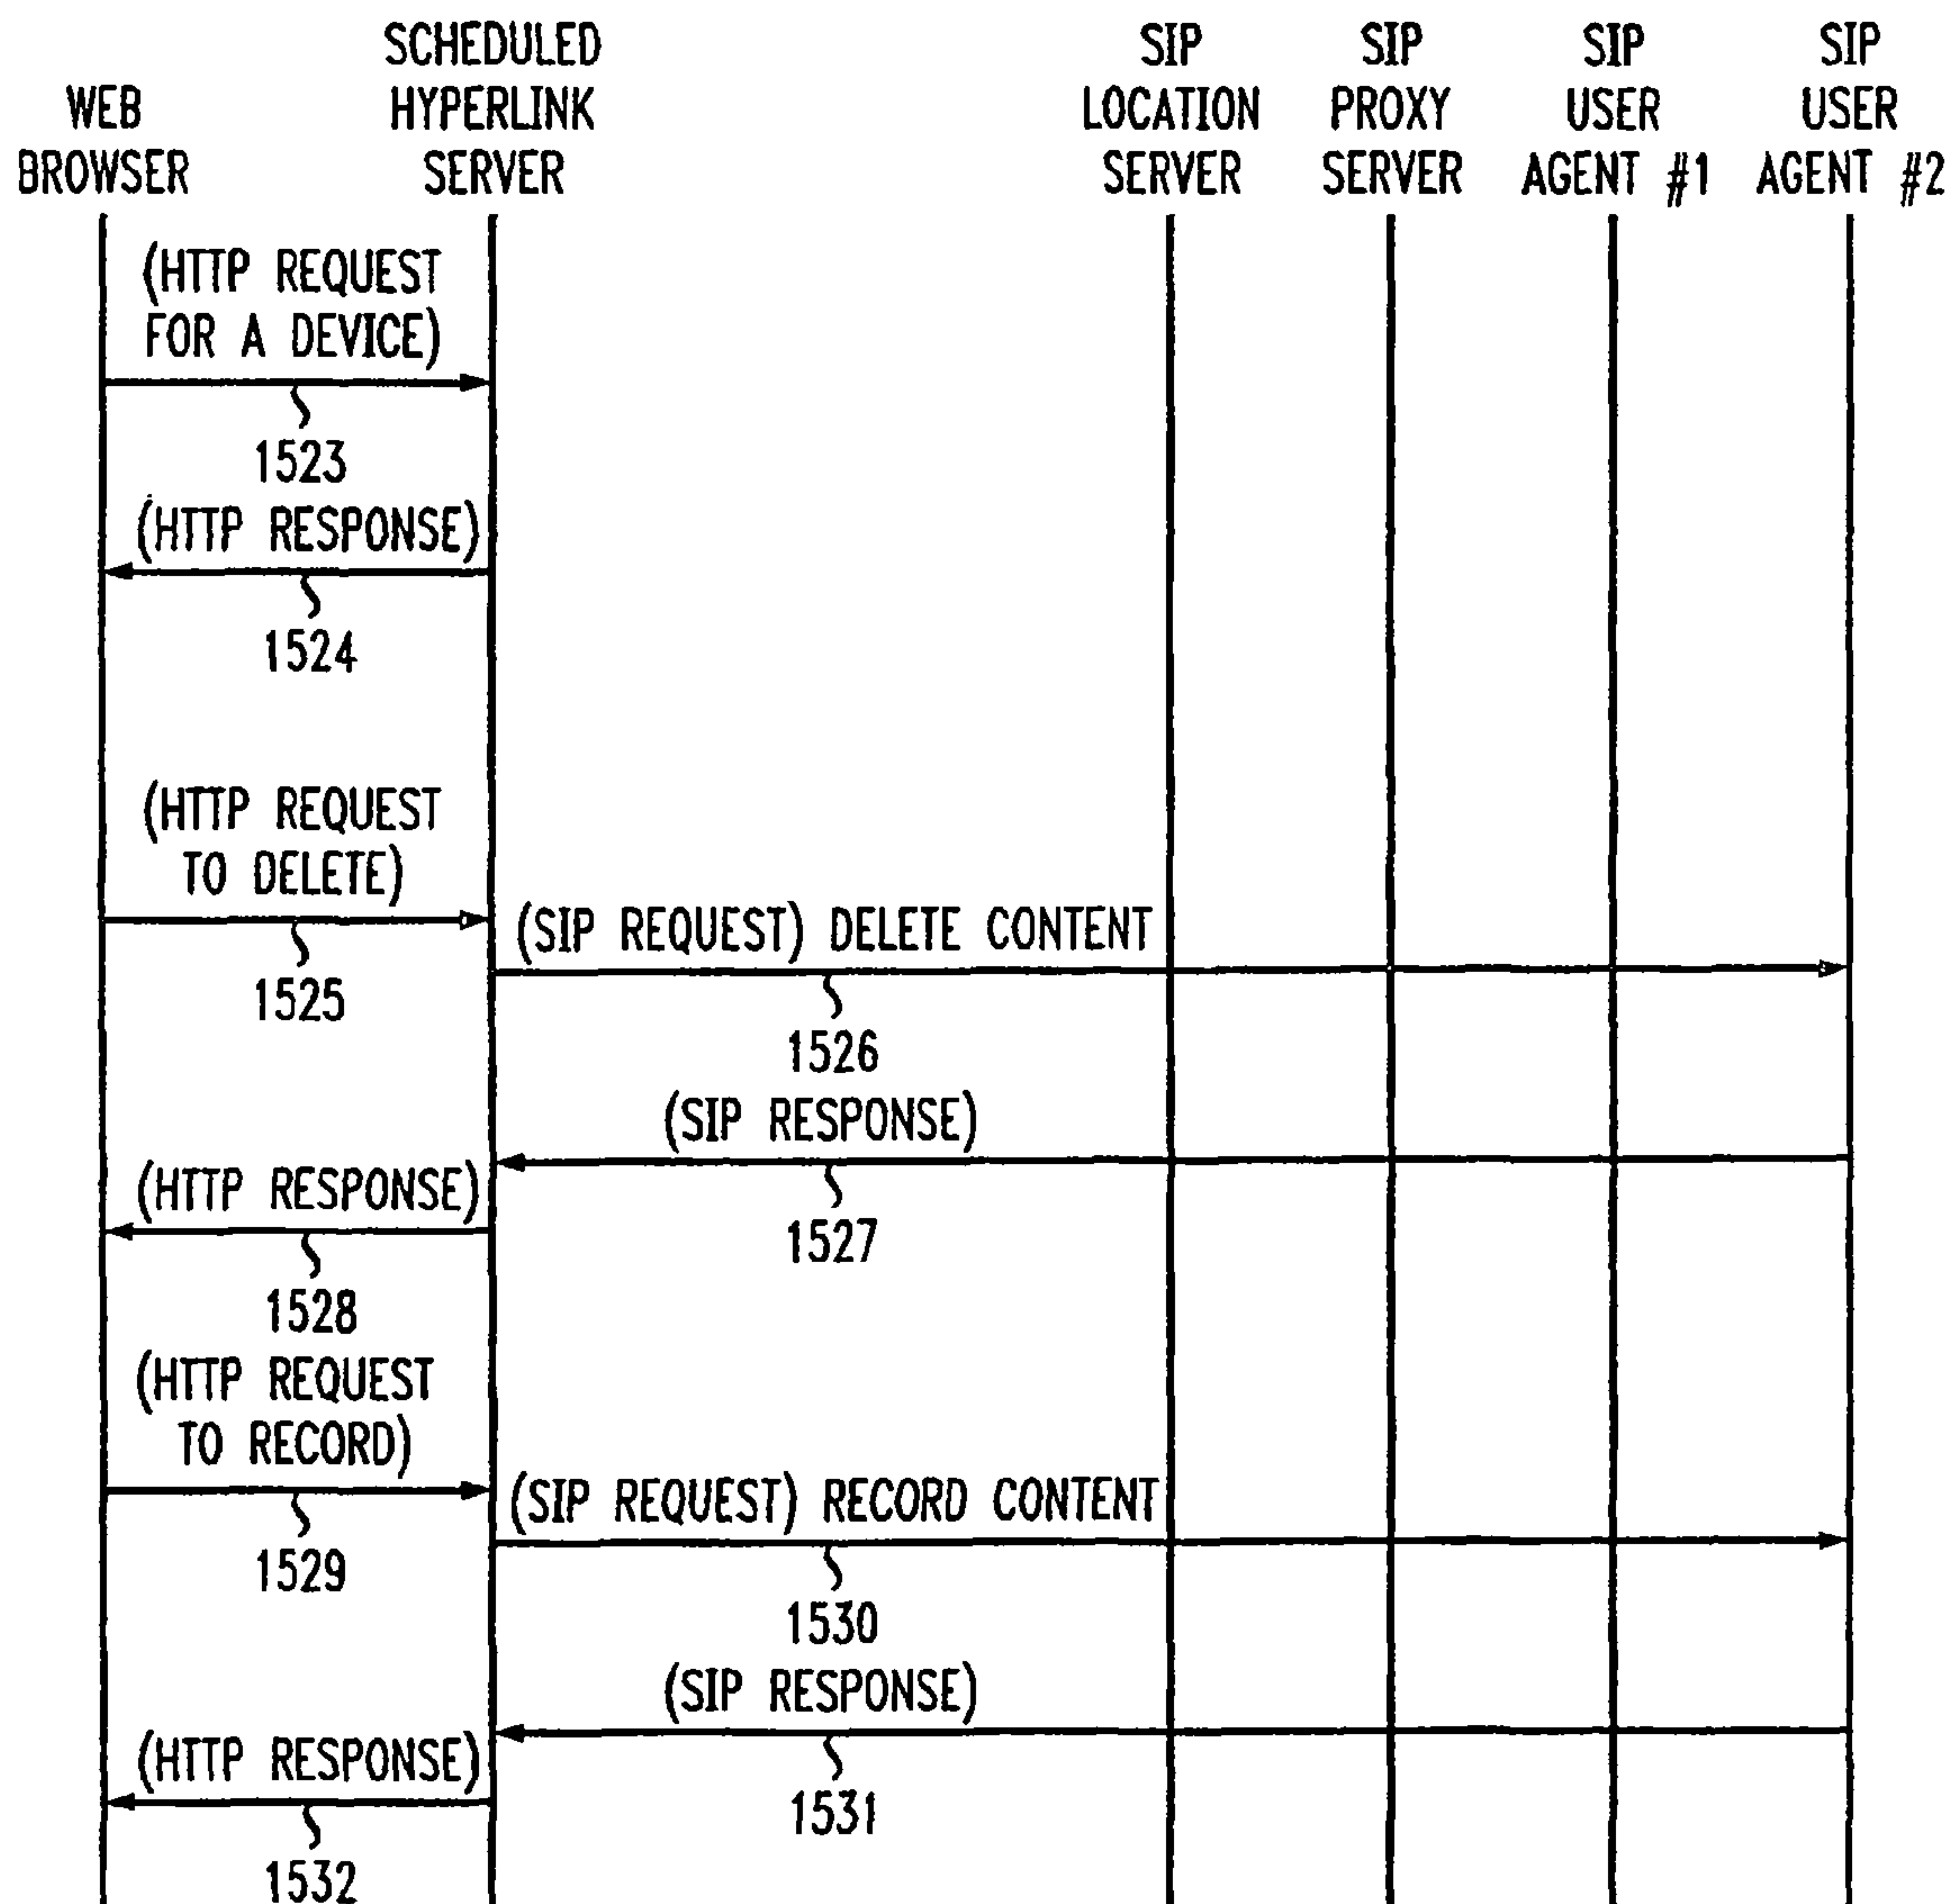 WEB
BROWSER
SCHEDULED
HYPERLINK
SERVER
SIP
LOCATION
SERVER
SIP
PROXY
SERVER
SIP
USER
AGENT #1
SIP
USER
AGENT #2
(HTTP REQUEST
FOR A DEVICE)
1523
(HTTP RESPONSE)
1524
(HTTP REQUEST
TO DELETE)
1525
(SIP REQUEST) DELETE CONTENT
1526
(SIP RESPONSE)
1527
(HTTP RESPONSE)
1528
(HTTP REQUEST
TO RECORD)
1529
(SIP REQUEST) RECORD CONTENT
1530
(SIP RESPONSE)
1531
(HTTP RESPONSE)
1532